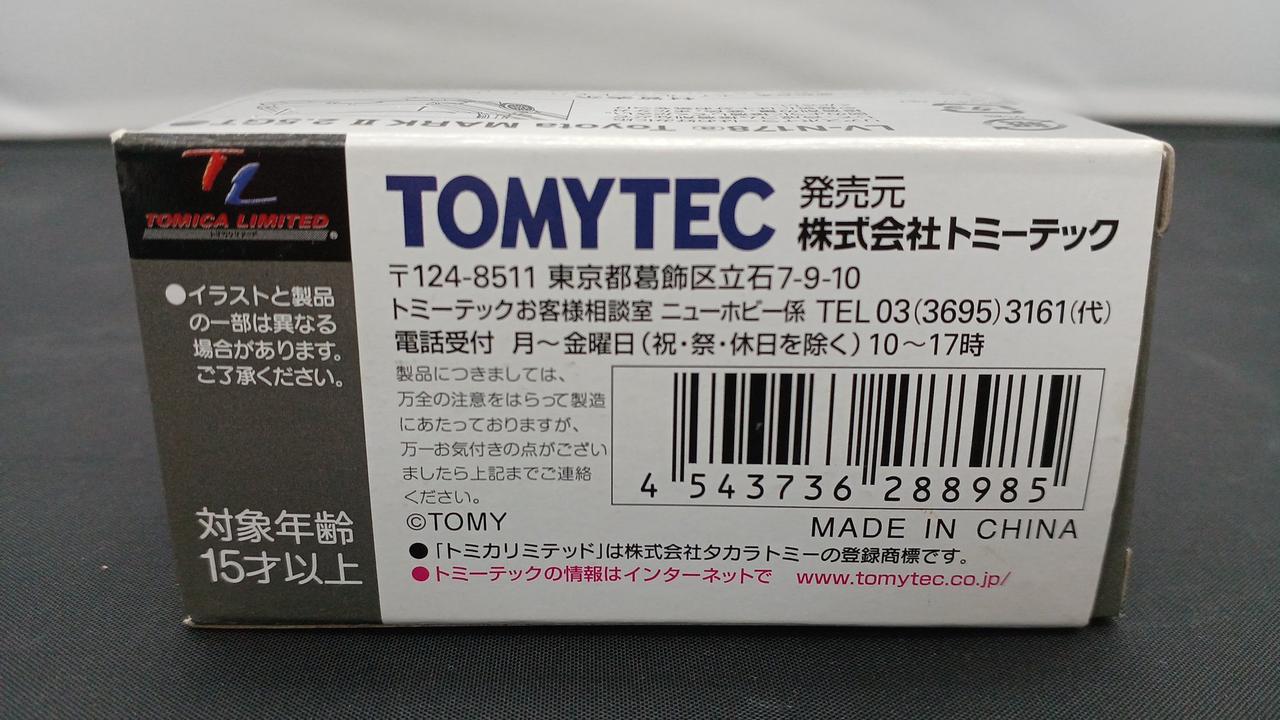 LV-N178a Toyota MARK II 2.5GT
TL
TOMICA LIMITED
TOMYTEC
発売元
株式会社トミーテック
〒124-8511 東京都葛飾区立石7-9-10
トミーテックお客様相談室 ニューホビー係 TEL 03(3695)3161(代)
電話受付 月～金曜日(祝・祭・休日を除く)10～17時
●イラストと製品
の一部は異なる
場合があります。
ご了承ください。
製品につきましては、
万全の注意をはらって製造
にあたっておりますが、
万一お気付きの点がござい
ましたら上記までご連絡
ください。
4 543736 288985
対象年齢
15才以上
©TOMY
MADE IN CHINA
●「トミカリミテッド」は株式会社タカラトミーの登録商標です。
●トミーテックの情報はインターネットで www.tomytec.co.jp/